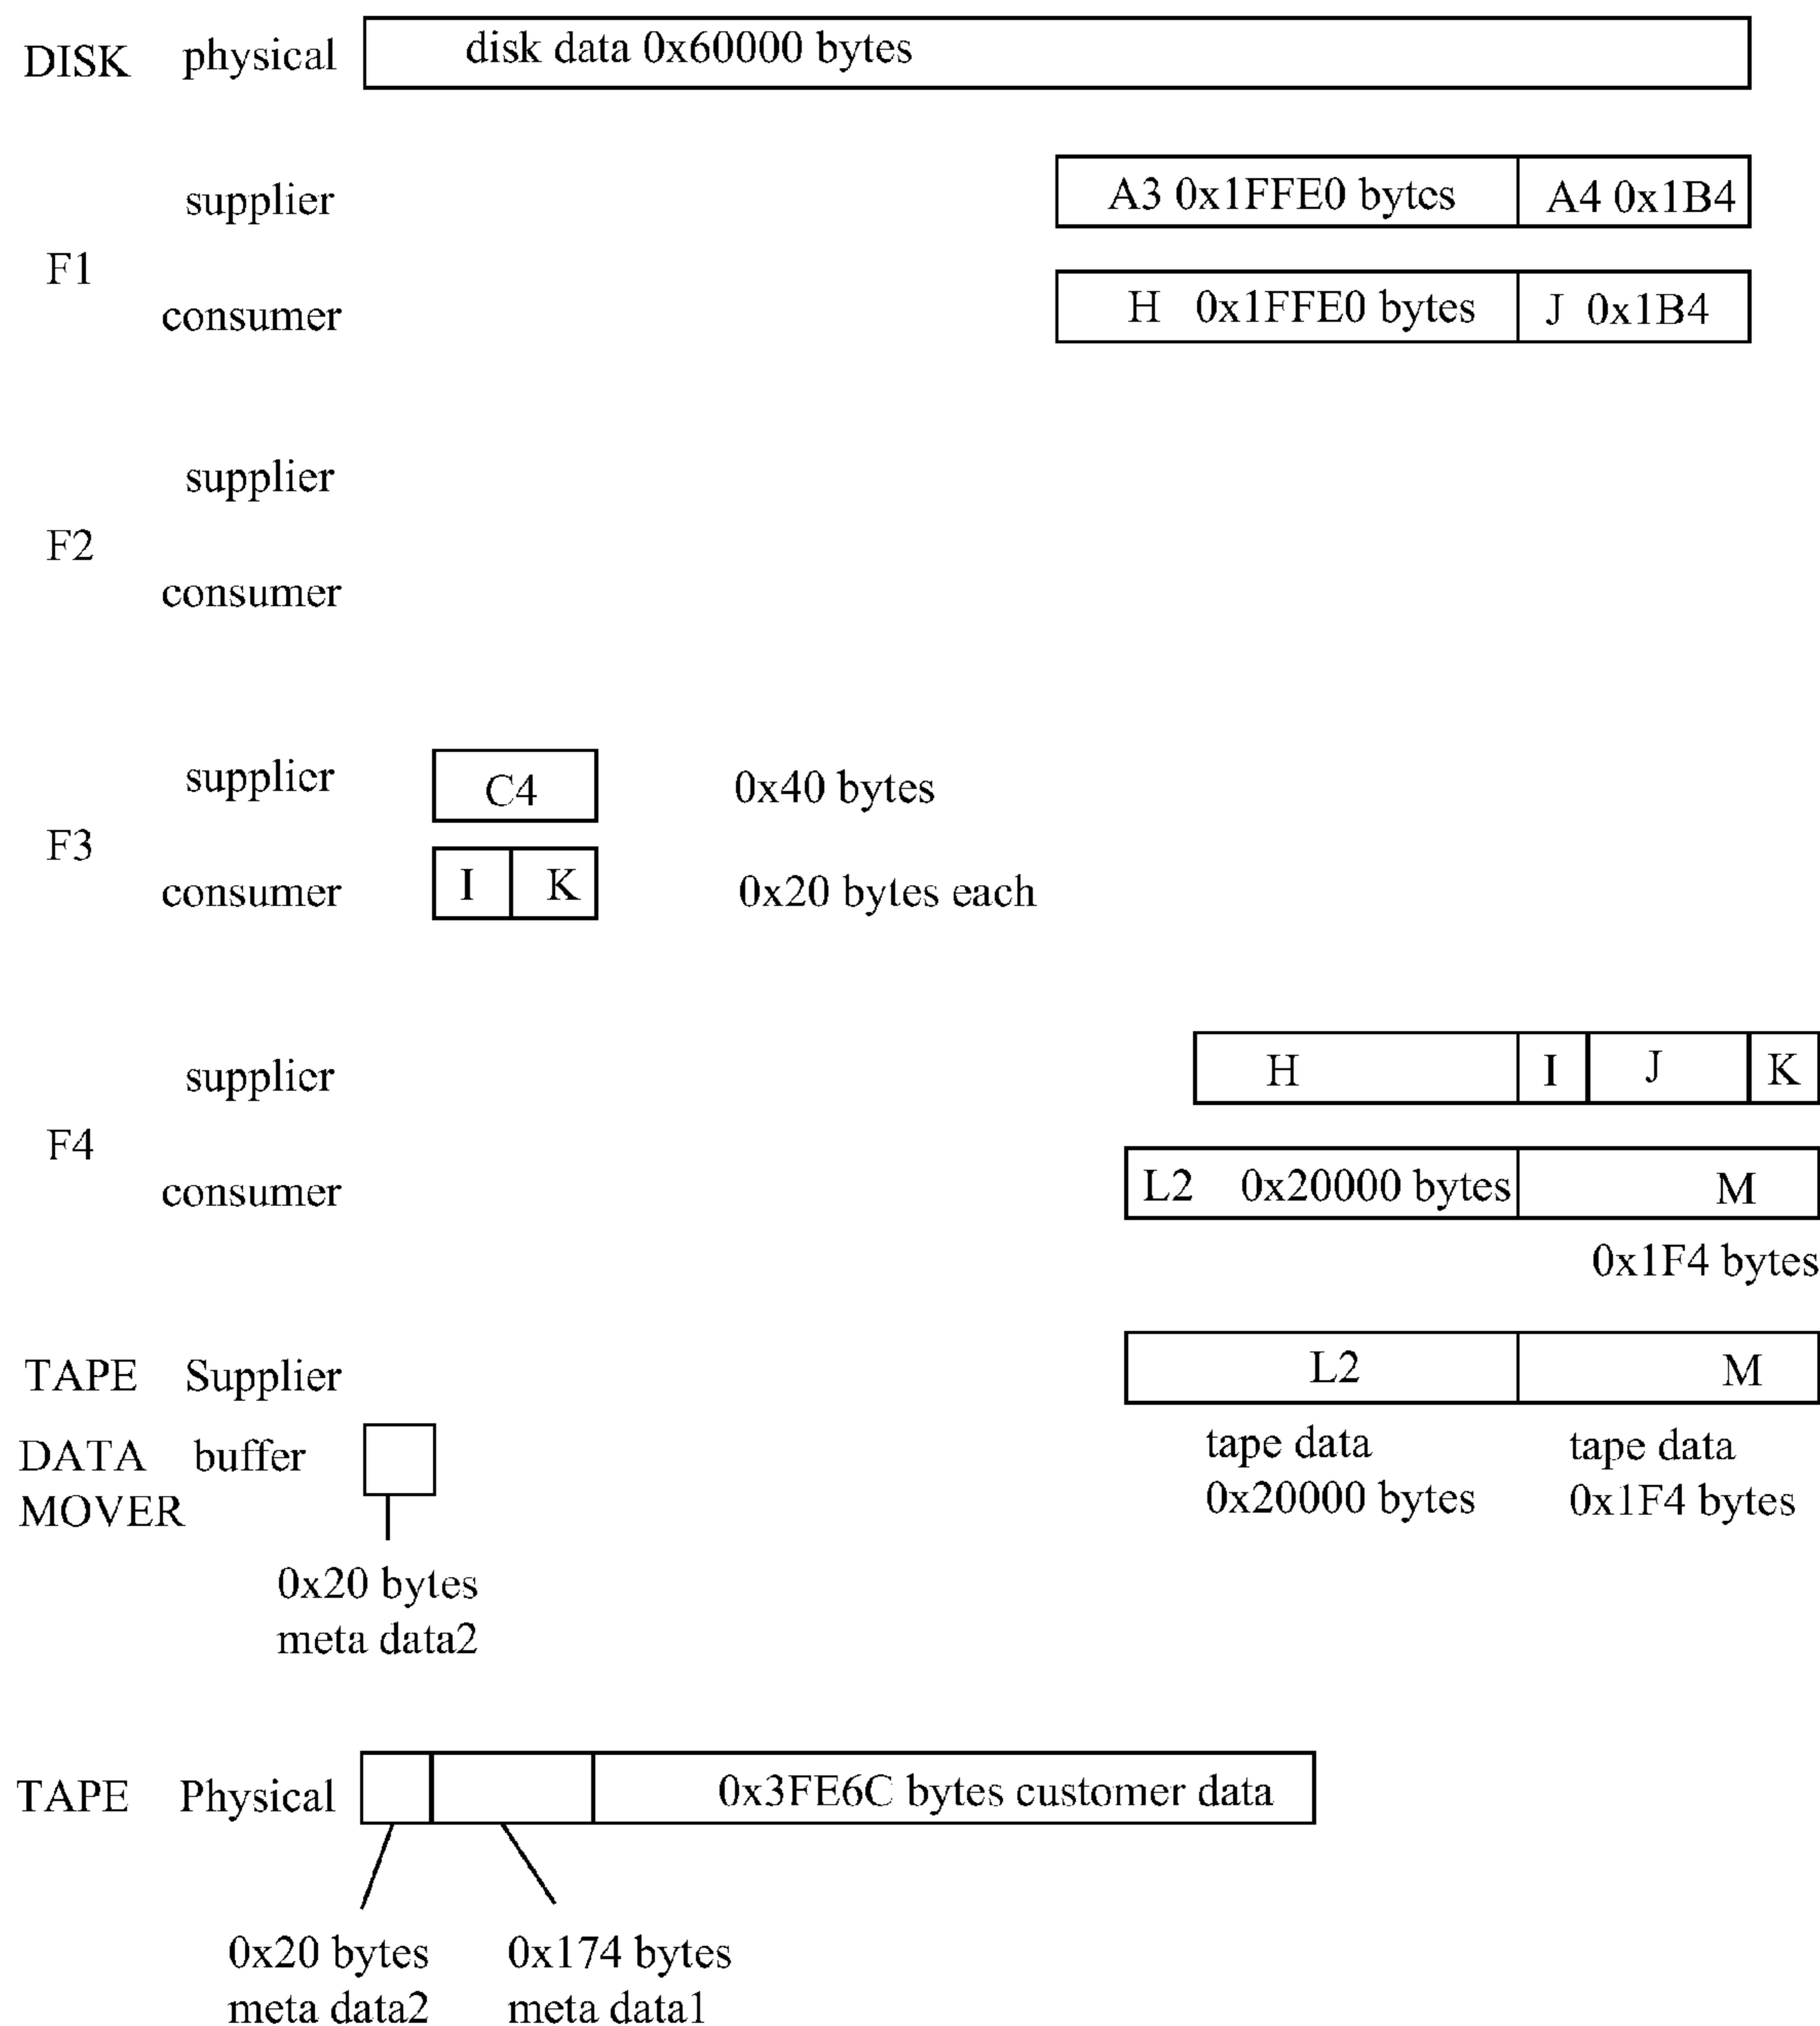 DISK physical disk data 0x60000 bytes
supplier A3 0x1FFE0 bytes A4 0x1B4
F1
consumer H 0x1FFE0 bytes J 0x1B4
supplier
F2
consumer
supplier C4 0x40 bytes
F3
consumer I K 0x20 bytes each
supplier H I J K
F4
consumer L2 0x20000 bytes M
0x1F4 bytes
TAPE Supplier L2 M
DATA buffer tape data tape data
MOVER 0x20000 bytes 0x1F4 bytes
0x20 bytes
meta data2
TAPE Physical 0x3FE6C bytes customer data
0x20 bytes 0x174 bytes
meta data2 meta data1